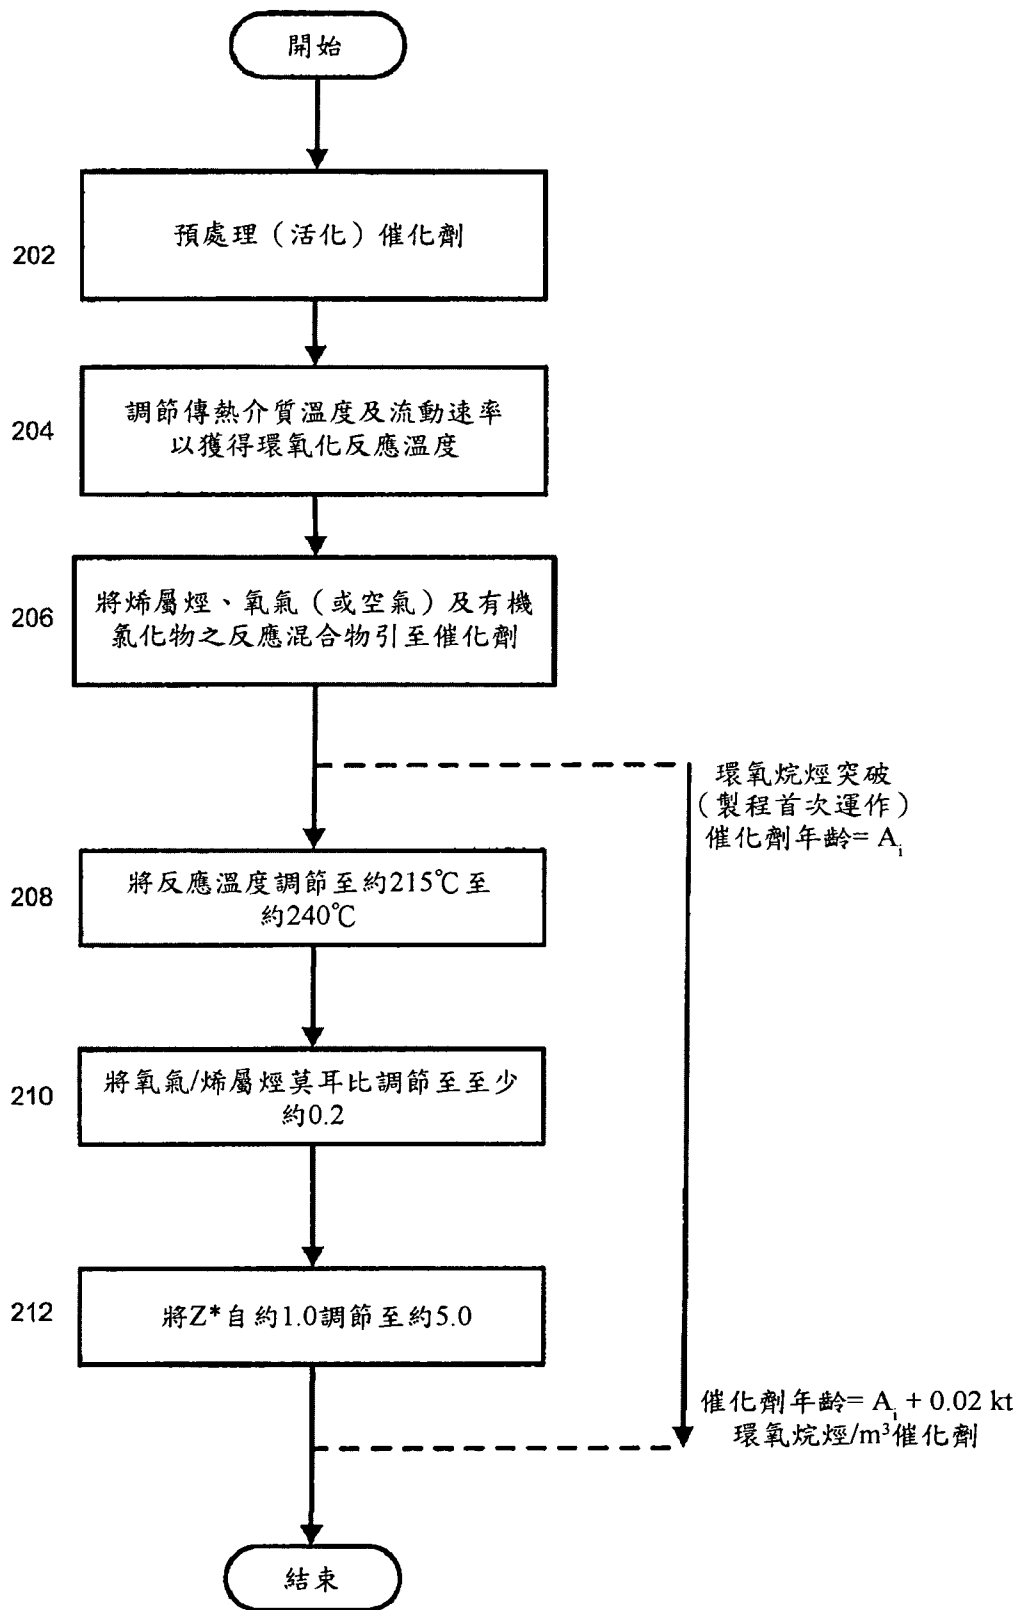 開始
202
預處理（活化）催化劑
204
調節傳熱介質溫度及流動速率
以獲得環氧化反應溫度
206
將烯屬烴、氧氣（或空氣）及有機
氯化物之反應混合物引至催化劑
環氧烷烴突破
（製程首次運作）
催化劑年齡= Ai
208
將反應溫度調節至約215℃至
約240℃
210
將氧氣/烯屬烴莫耳比調節至至少
約0.2
212
將Z*自約1.0調節至約5.0
催化劑年齡= Ai + 0.02 kt
環氧烷烴/m³催化劑
結束